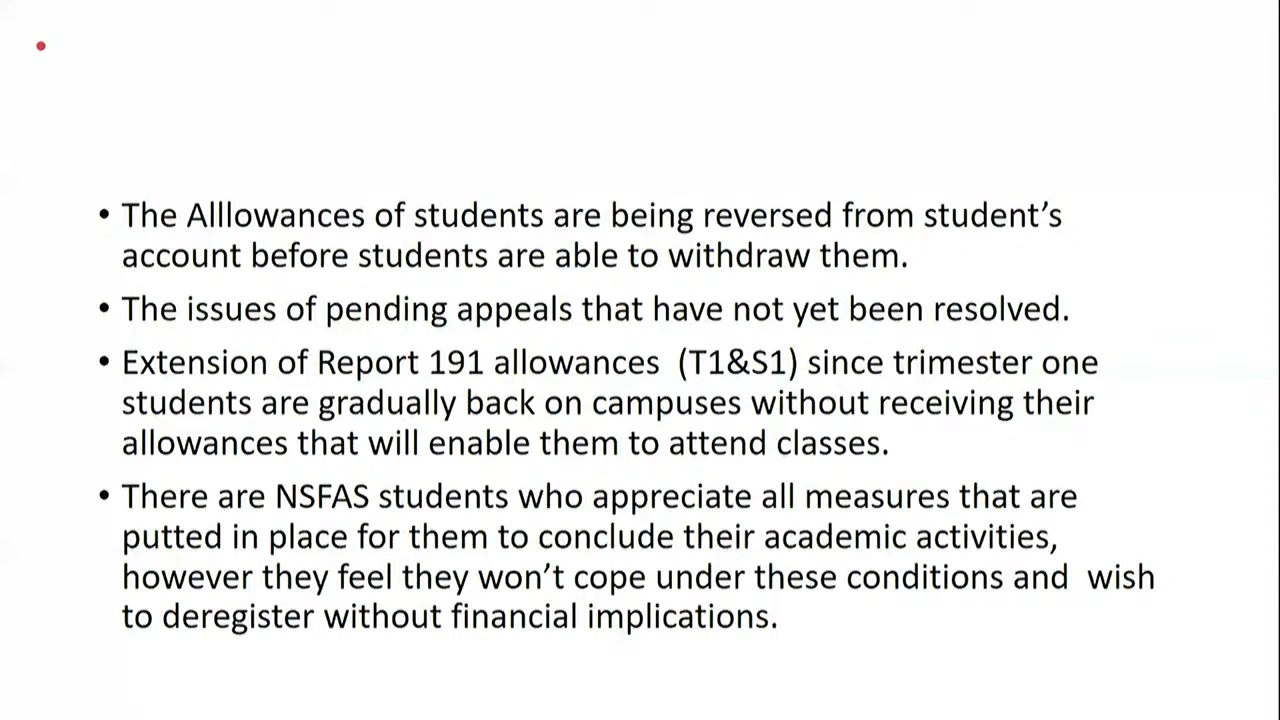 • The Alllowances of students are being reversed from student’s
account before students are able to withdraw them.
• The issues of pending appeals that have not yet been resolved.
• Extension of Report 191 allowances  (T1&S1) since trimester one
students are gradually back on campuses without receiving their
allowances that will enable them to attend classes.
• There are NSFAS students who appreciate all measures that are
putted in place for them to conclude their academic activities,
however they feel they won’t cope under these conditions and  wish
to deregister without financial implications.